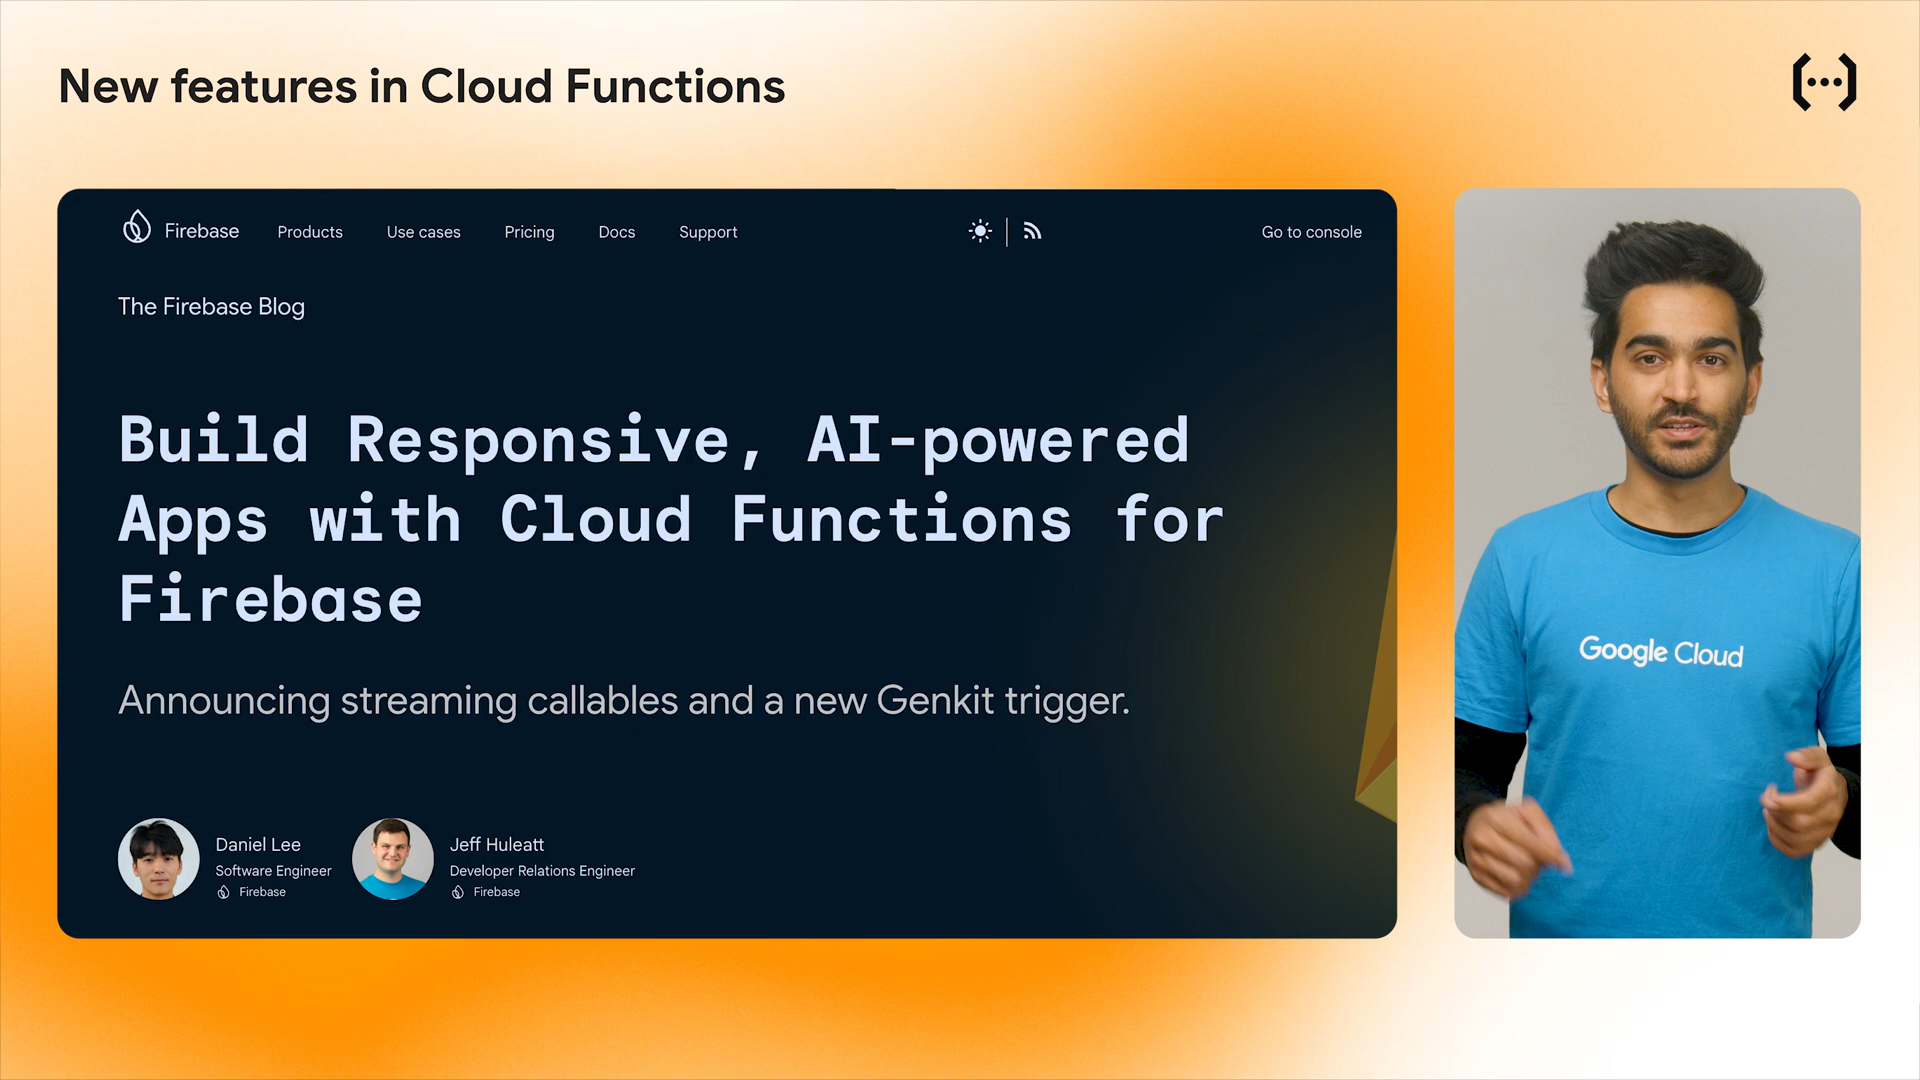 New features in Cloud Functions
Firebase Products Use cases Pricing Docs Support Go to console
The Firebase Blog
Build Responsive, AI-powered
Apps with Cloud Functions for
Firebase
Announcing streaming callables and a new Genkit trigger.
Daniel Lee
Software Engineer
Firebase
Jeff Huleatt
Developer Relations Engineer
Firebase
Google Cloud